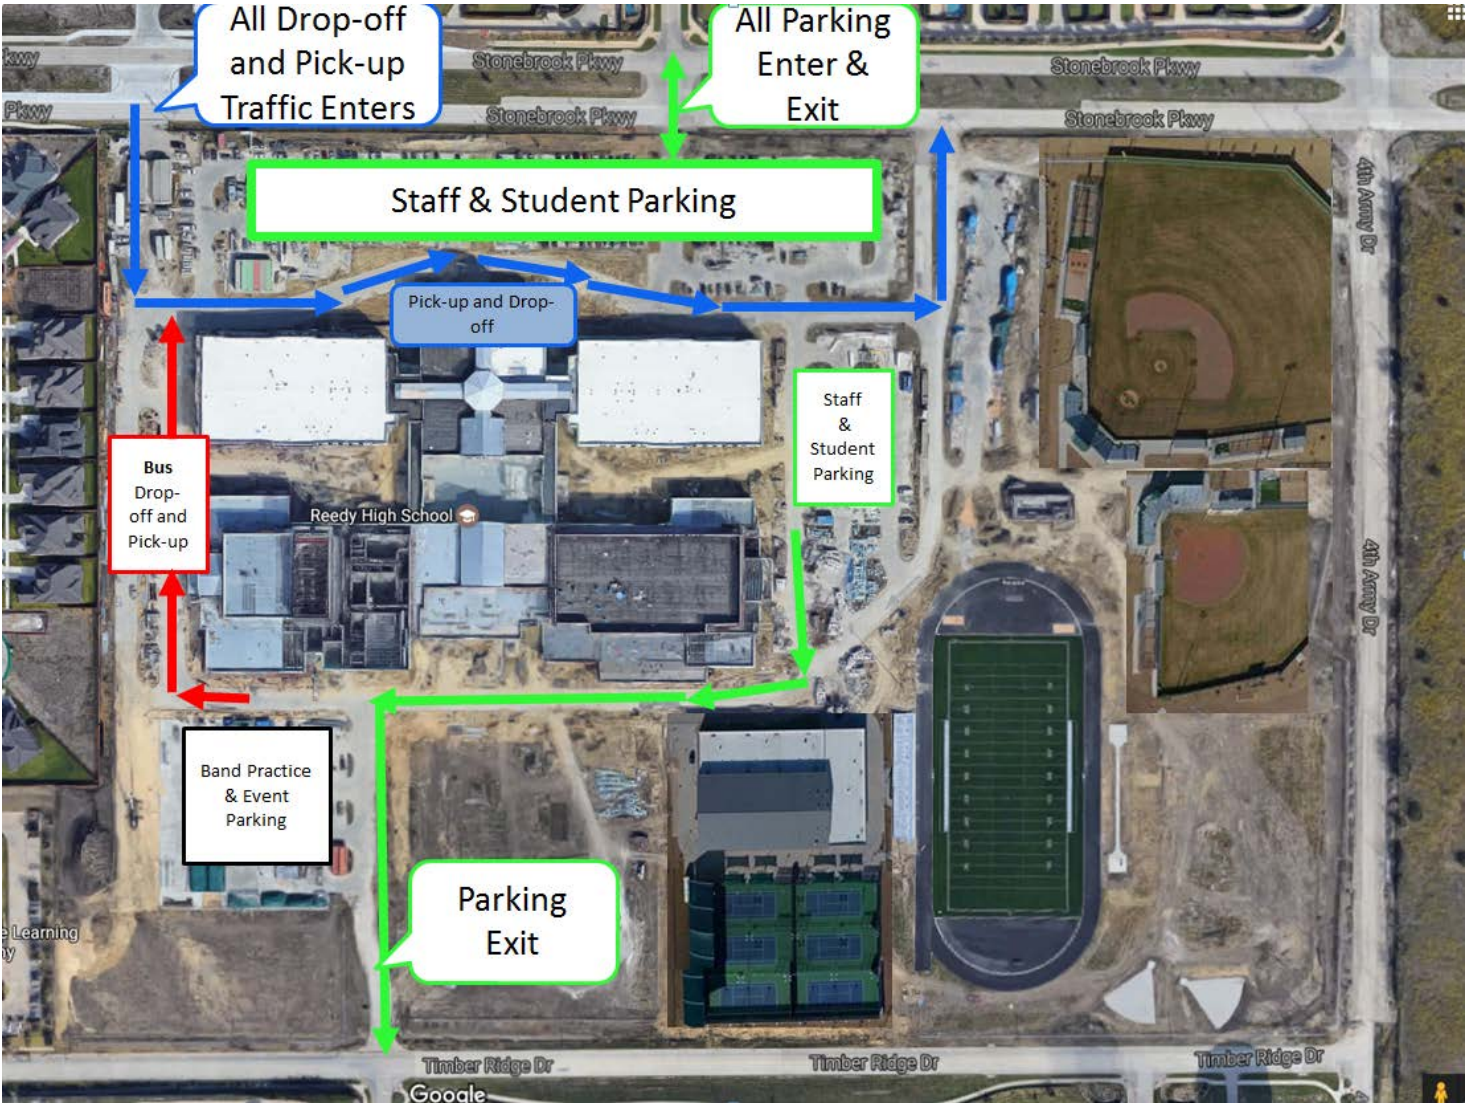 All Drop-off
and Pick-up
Traffic Enters
All Parking
Enter &
Exit
kwy
Stonebrook Pkwy
Stonebrook Pkwy
Pkwy
Stonebrook Pkwy
Stonebrook Pkwy
Staff & Student Parking
4th Army Dr
Pick-up and Drop-
off
Staff
&
Student
Parking
Bus
Drop-
off and
Pick-up
Reedy High School
4th Army Dr
Band Practice
& Event
Parking
Parking
Exit
e Learning
Timber Ridge Dr
Timber Ridge Dr
Timber Ridge Dr
Google